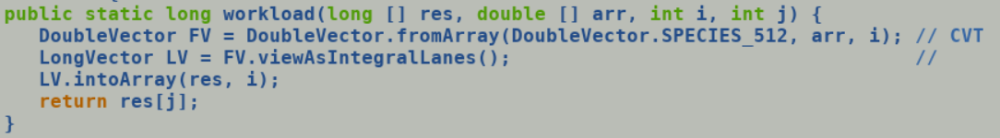 public static long workload(long [] res, double [] arr, int i, int j) {
   DoubleVector FV = DoubleVector.fromArray(DoubleVector.SPECIES_512, arr, i); // CVT
   LongVector LV = FV.viewAsIntegralLanes();                                   //
   LV.intoArray(res, i);
   return res[j];
}